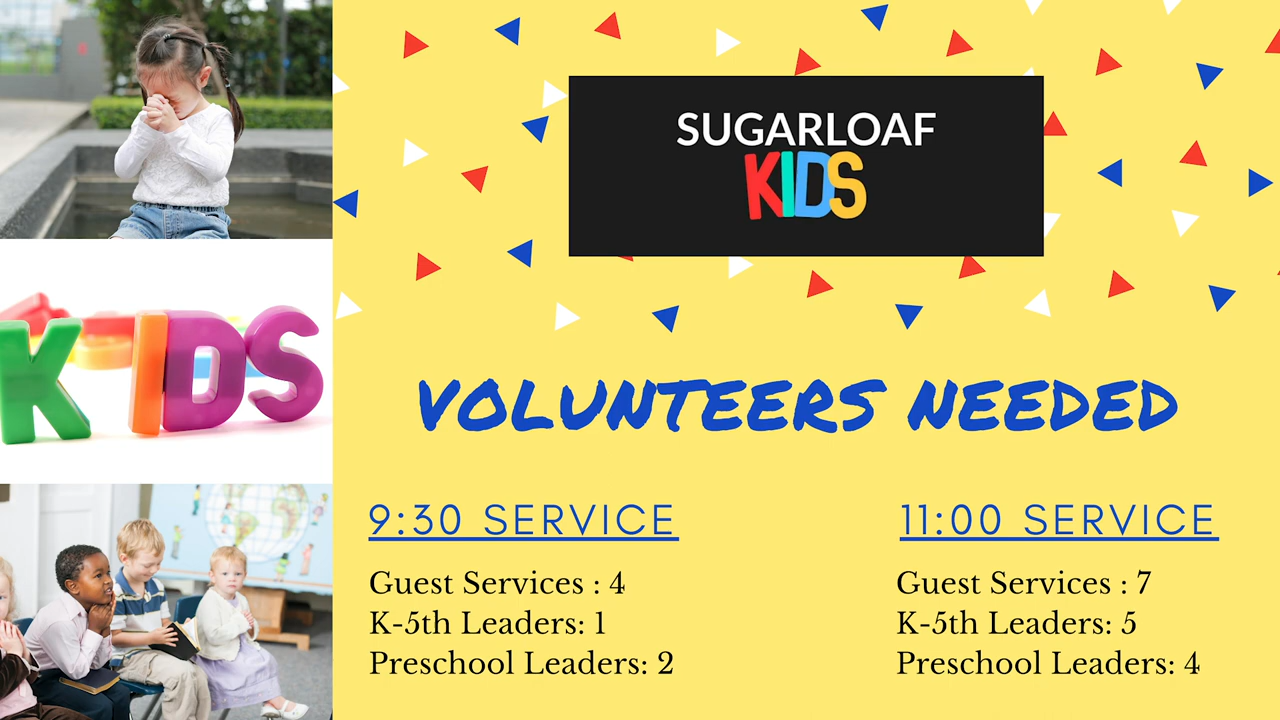 SUGARLOAF
KIDS
KIDS
VOLUNTEERS NEEDED
9:30 SERVICE
Guest Services : 4
K-5th Leaders: 1
Preschool Leaders: 2
11:00 SERVICE
Guest Services : 7
K-5th Leaders: 5
Preschool Leaders: 4